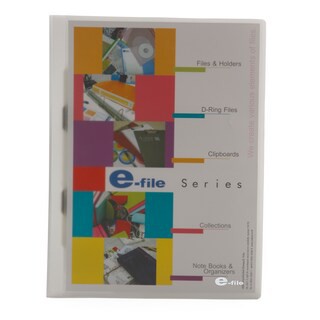 Files & Holders
D-Ring Files
Clipboards
e-file Series
Collections
Note Books &
Organizers
e-file